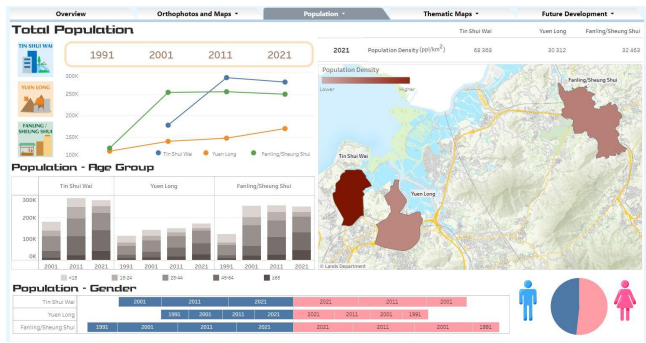 Overview
Orthophotos and Maps
Population
Thematic Maps
Future Development
Total Population
TIN SHUI WAI
YUEN LONG
FANLING /
SHEUNG SHUI
1991 2001 2011 2021
300K
250K
200K
150K
100K
Tin Shui Wai Yuen Long Fanling/Sheung Shui
Tin Shui Wai Yuen Long Fanling/Sheung Shui
2021 Population Density (ppl/km²) 68 369 30 312 32 463
Population Density
Lower Higher
Fanling/Sheung Shui
Tin Shui Wai
Yuen Long
© Lands Department
Population - Age Group
Tin Shui Wai Yuen Long Fanling/Sheung Shui
300K
200K
100K
0K
2001 2011 2021 1991 2001 2011 2021 1991 2001 2011 2021
<15 15-24 25-44 45-64 ≥65
Population - Gender
Tin Shui Wai 2001 2011 2021 2021 2011 2001
Yuen Long 1991 2001 2011 2021 2021 2011 2001 1991
Fanling/Sheung Shui 1991 2001 2011 2021 2021 2011 2001 1991